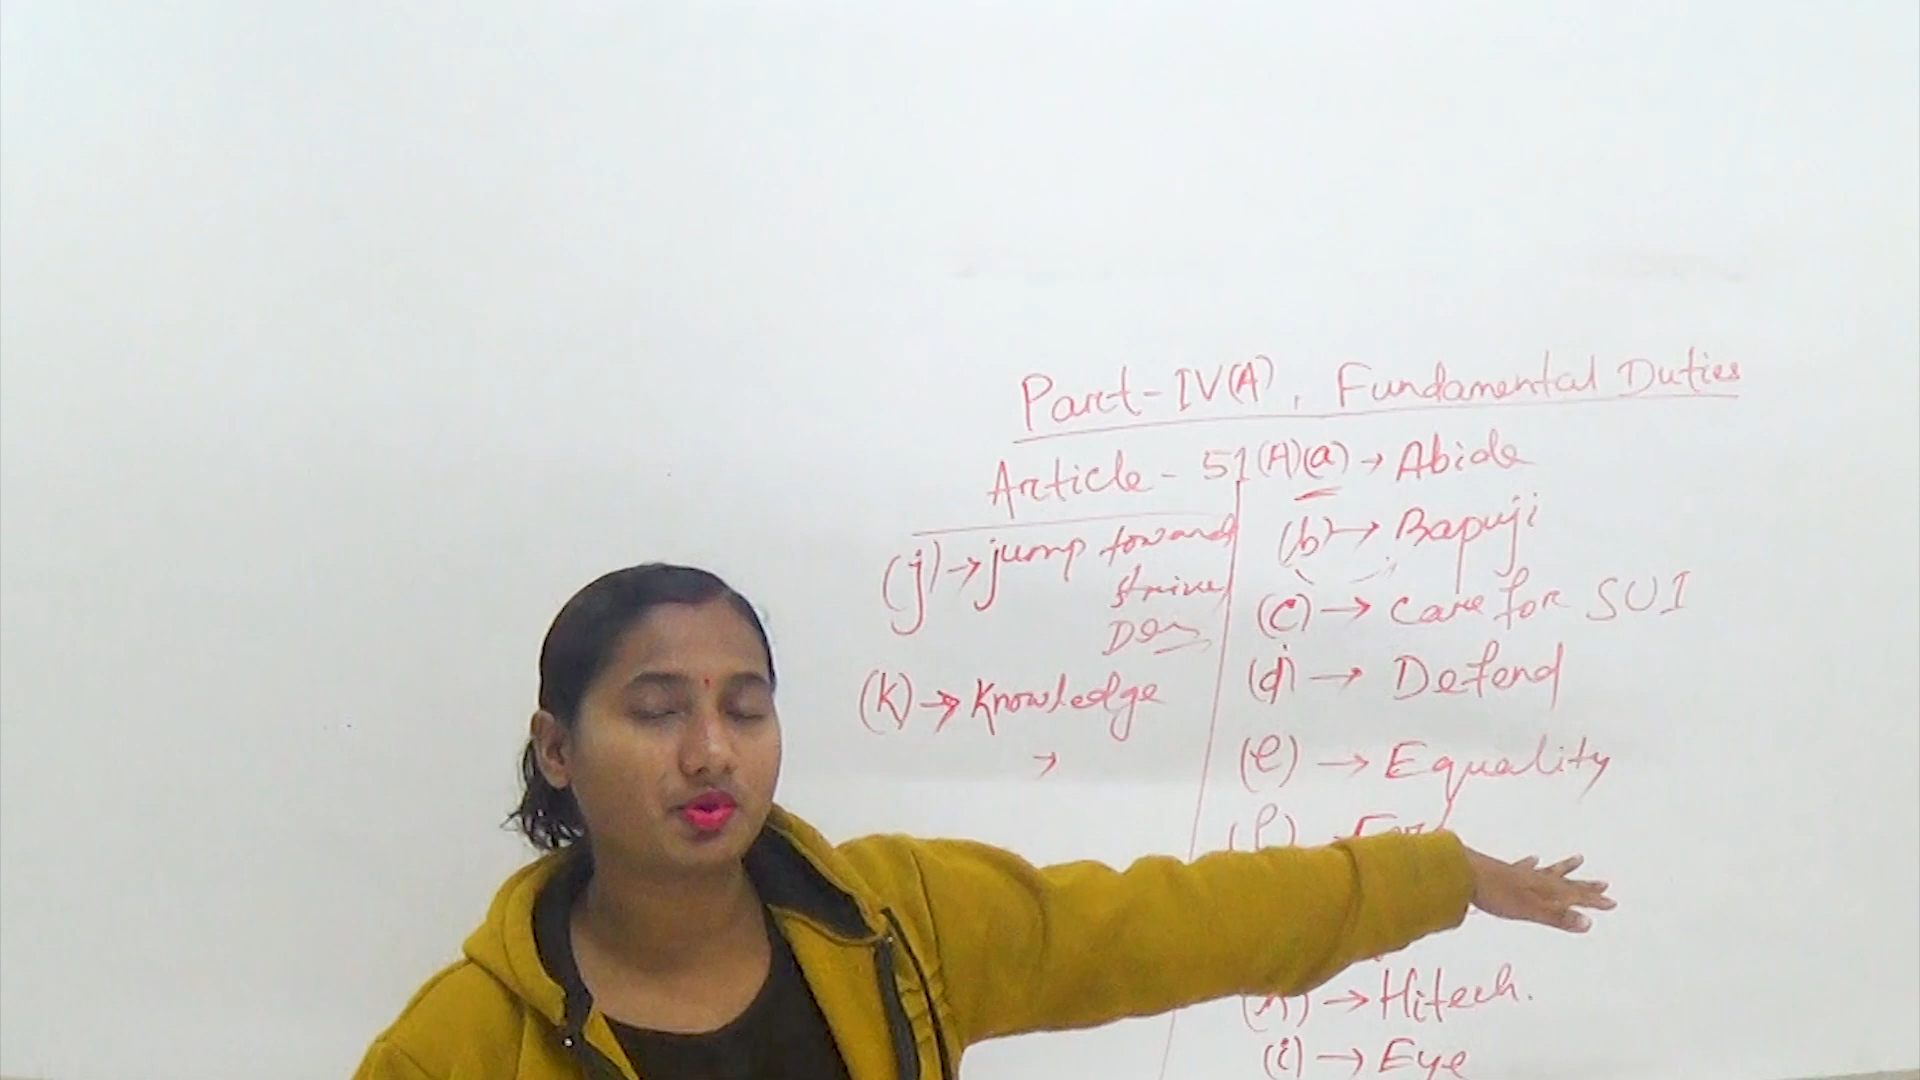 Part-IV(A), Fundamental Duties
Article - 51(A)(a) → Abide
(b) → Bapuji
(c) → Care for SUI
(d) → Defend
(e) → Equality
(f)
(h) → Hitech.
(i) → Eye
(j) → jump towards
strive
(k) → Knowledge
→